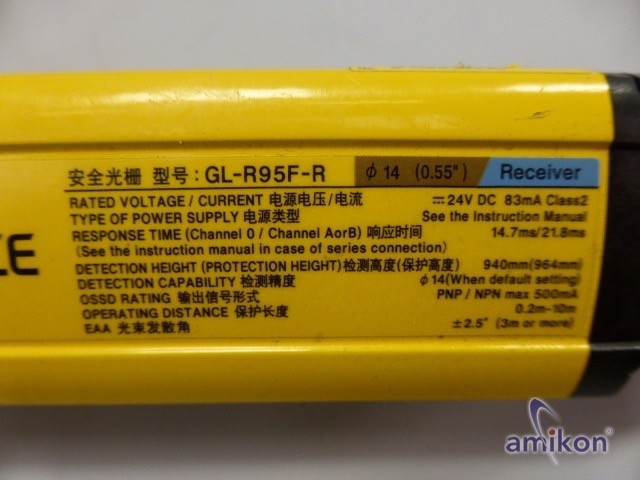 安全光栅 型号: GL-R95F-R ϕ14 (0.55") Receiver
RATED VOLTAGE / CURRENT 电源电压/电流 ⎓24V DC 83mA Class2
TYPE OF POWER SUPPLY 电源类型 See the Instruction Manual
RESPONSE TIME (Channel 0 / Channel AorB) 响应时间 14.7ms/21.8ms
(See the instruction manual in case of series connection)
DETECTION HEIGHT (PROTECTION HEIGHT) 检测高度(保护高度) 940mm(964mm)
DETECTION CAPABILITY 检测精度 ϕ14(When default setting)
OSSD RATING 输出信号形式 PNP / NPN max 500mA
OPERATING DISTANCE 保护长度 0.2m-10m
EAA 光束发散角 ±2.5° (3m or more)
CE
amikon®